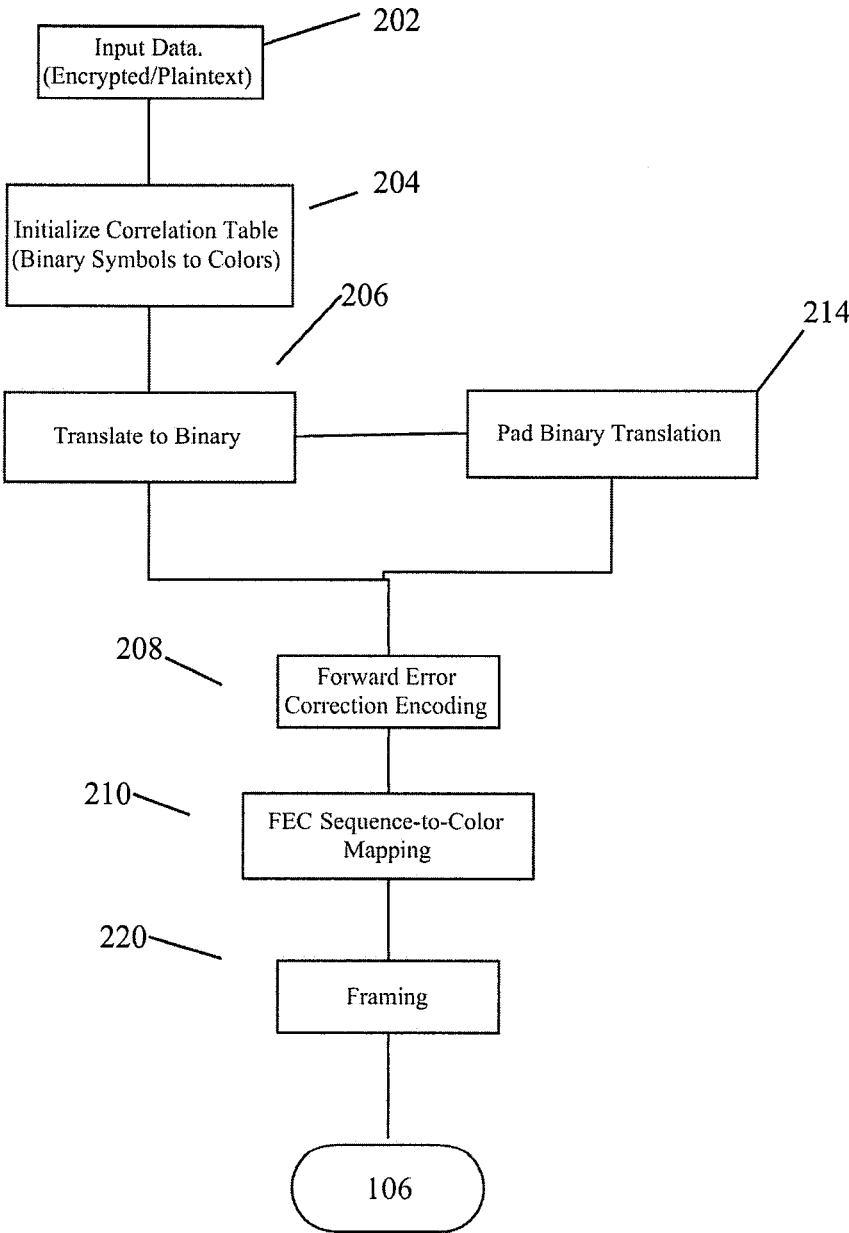 202
Input Data.
(Encrypted/Plaintext)
204
Initialize Correlation Table
(Binary Symbols to Colors)
206
214
Translate to Binary
Pad Binary Translation
208
Forward Error
Correction Encoding
210
FEC Sequence-to-Color
Mapping
220
Framing
106